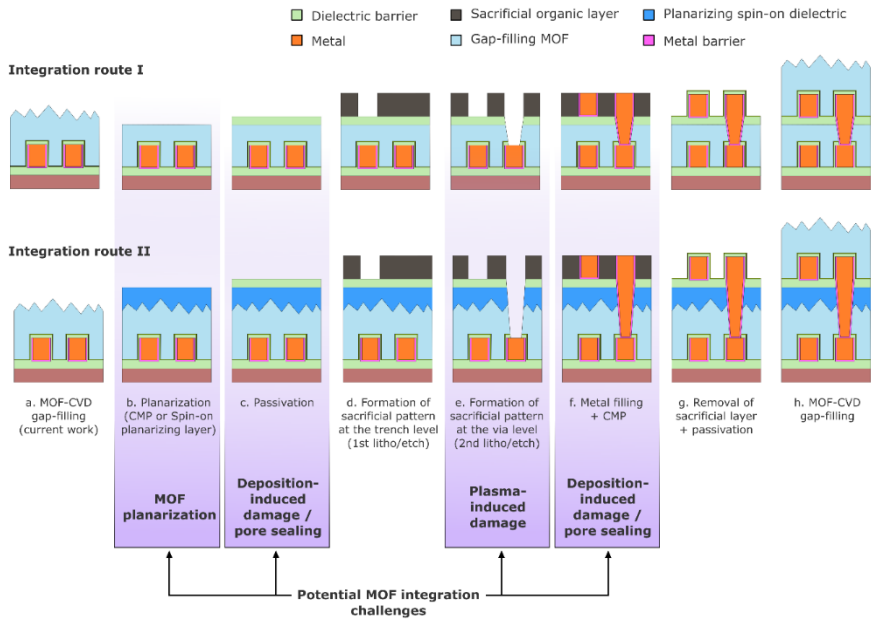 Dielectric barrier
Sacrificial organic layer
Planarizing spin-on dielectric
Metal
Gap-filling MOF
Metal barrier
Integration route I
Integration route II
a. MOF-CVD
gap-filling
(current work)
b. Planarization
(CMP or Spin-on
planarizing layer)
c. Passivation
d. Formation of
sacrificial pattern
at the trench level
(1st litho/etch)
e. Formation of
sacrificial pattern
at the via level
(2nd litho/etch)
f. Metal filling
+ CMP
g. Removal of
sacrificial layer
+ passivation
h. MOF-CVD
gap-filling
MOF
planarization
Deposition-
induced
damage /
pore sealing
Plasma-
induced
damage
Deposition-
induced
damage /
pore sealing
Potential MOF integration
challenges